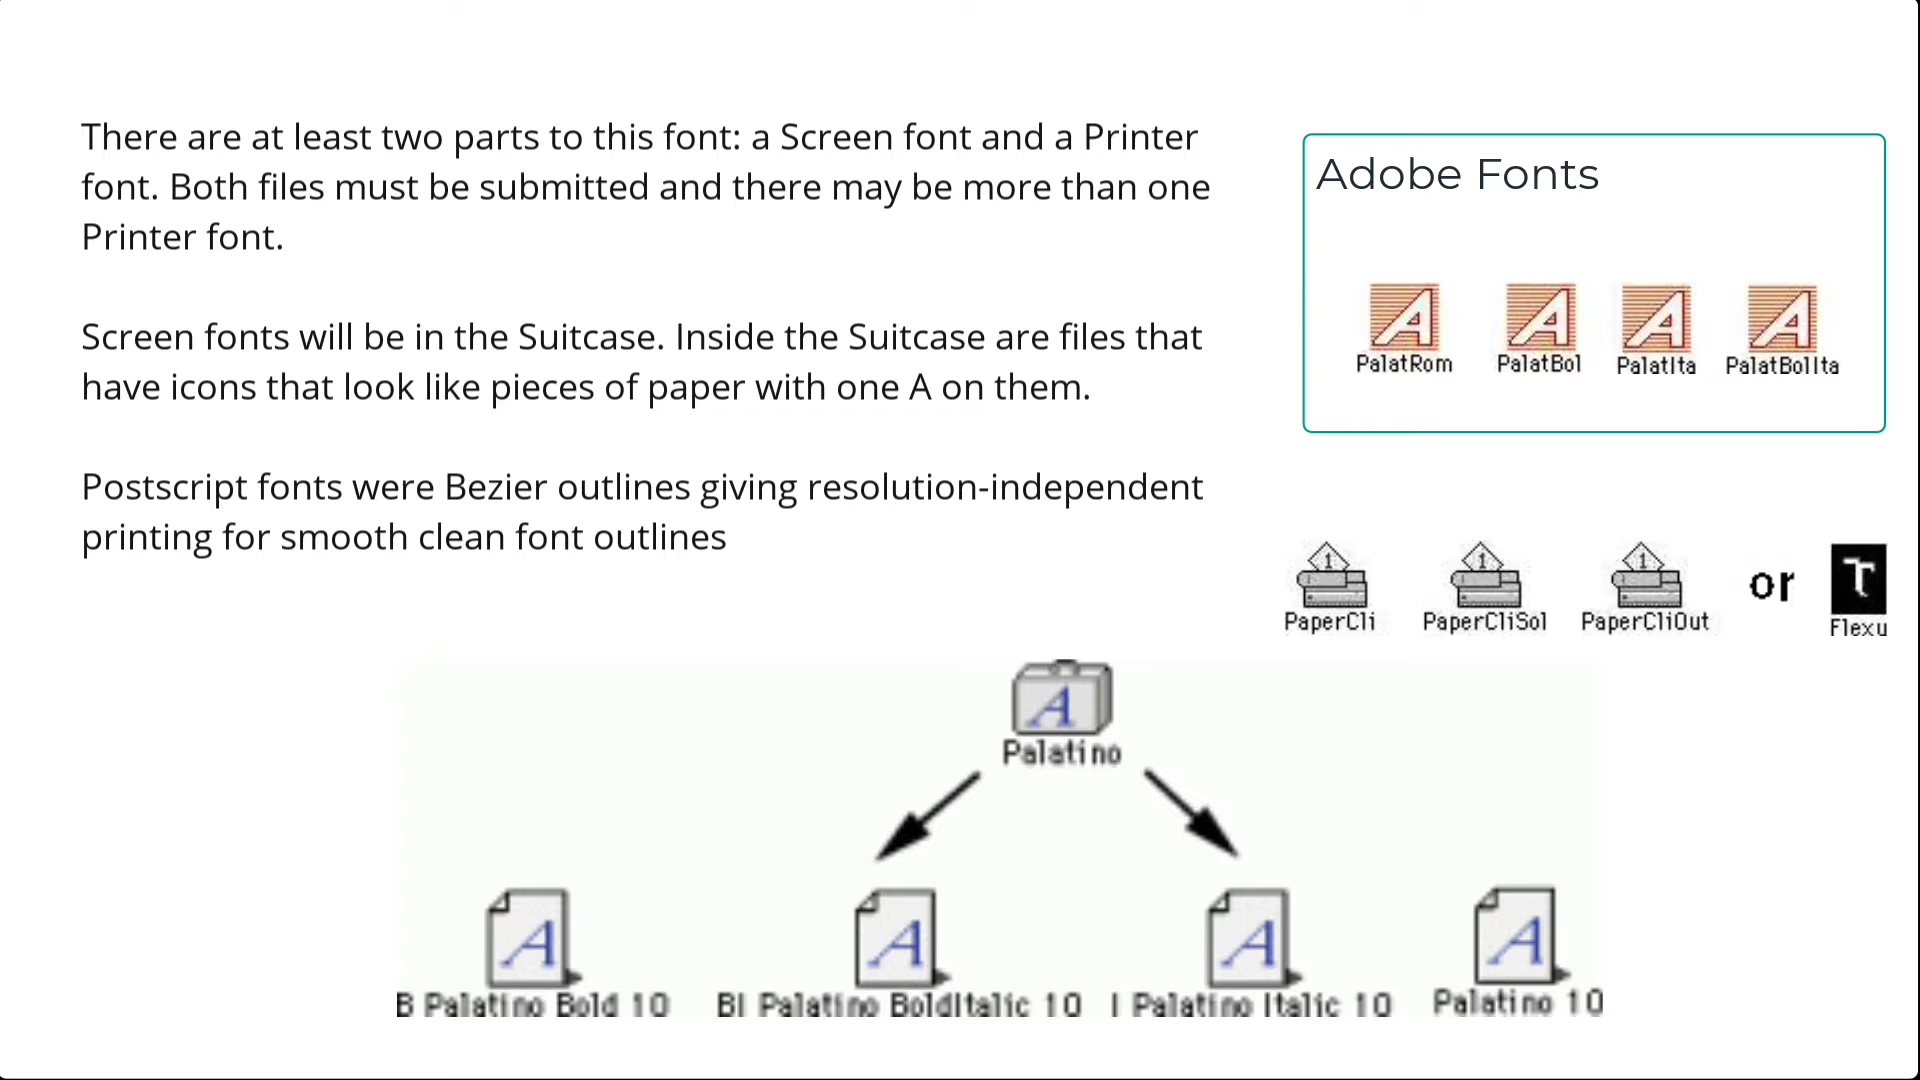 There are at least two parts to this font: a Screen font and a Printer
font. Both files must be submitted and there may be more than one
Printer font.
Screen fonts will be in the Suitcase. Inside the Suitcase are files that
have icons that look like pieces of paper with one A on them.
Postscript fonts were Bezier outlines giving resolution-independent
printing for smooth clean font outlines
Adobe Fonts
A A A A
PalatRom PalatBol PalatIta PalatBolIta
1 1 1
PaperCli PaperCliSol PaperCliOut or T Flexu
A
Palatino
A A A A
B Palatino Bold 10 BI Palatino BoldItalic 10 I Palatino Italic 10 Palatino 10